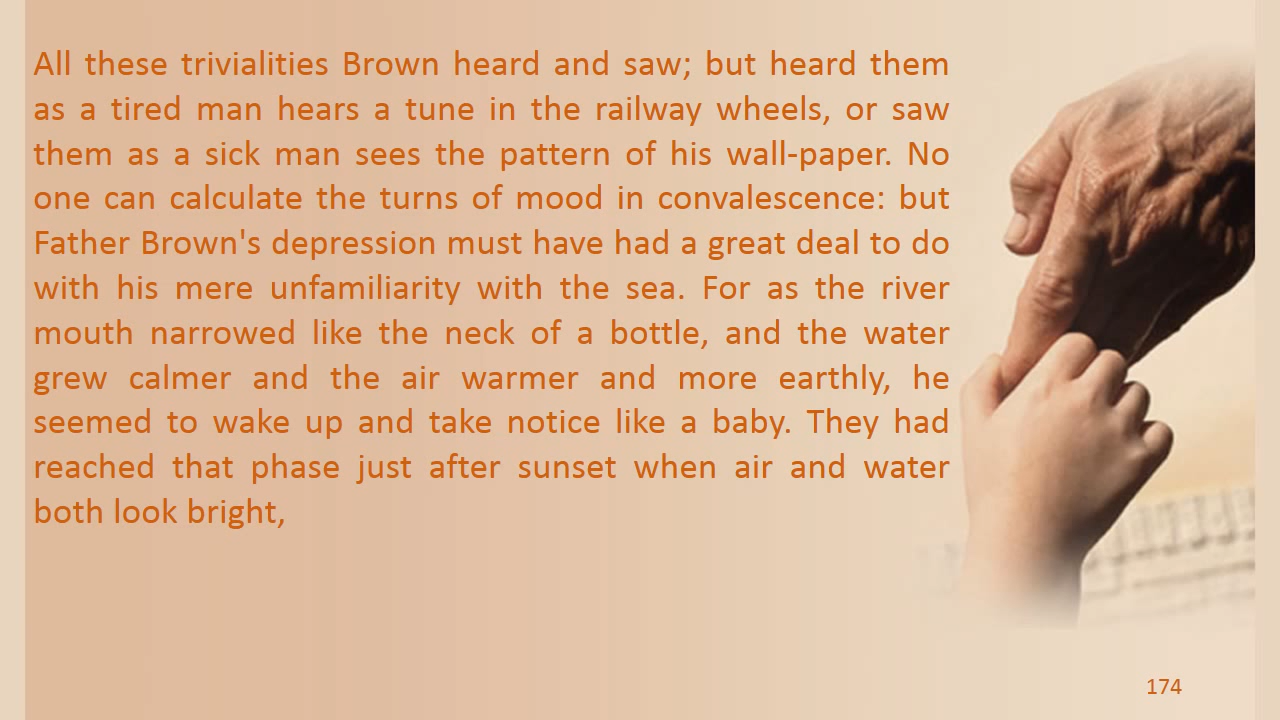 All these trivialities Brown heard and saw; but heard them
as a tired man hears a tune in the railway wheels, or saw
them as a sick man sees the pattern of his wall-paper. No
one can calculate the turns of mood in convalescence: but
Father Brown's depression must have had a great deal to do
with his mere unfamiliarity with the sea. For as the river
mouth narrowed like the neck of a bottle, and the water
grew calmer and the air warmer and more earthly, he
seemed to wake up and take notice like a baby. They had
reached that phase just after sunset when air and water
both look bright,
174